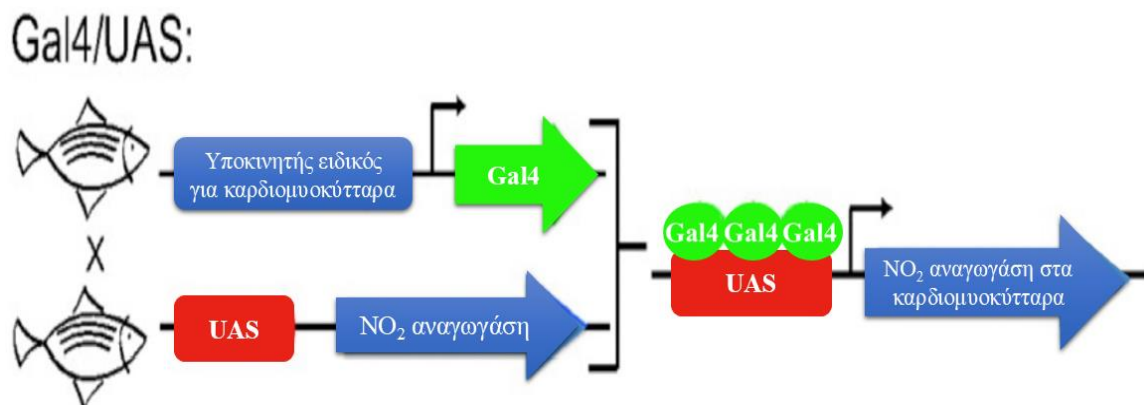 Gal4/UAS:
Υποκινητής ειδικός
για καρδιομυοκύτταρα
Gal4
X
UAS
NO₂ αναγωγάση
Gal4 Gal4 Gal4
UAS
NO₂ αναγωγάση στα
καρδιομυοκύτταρα